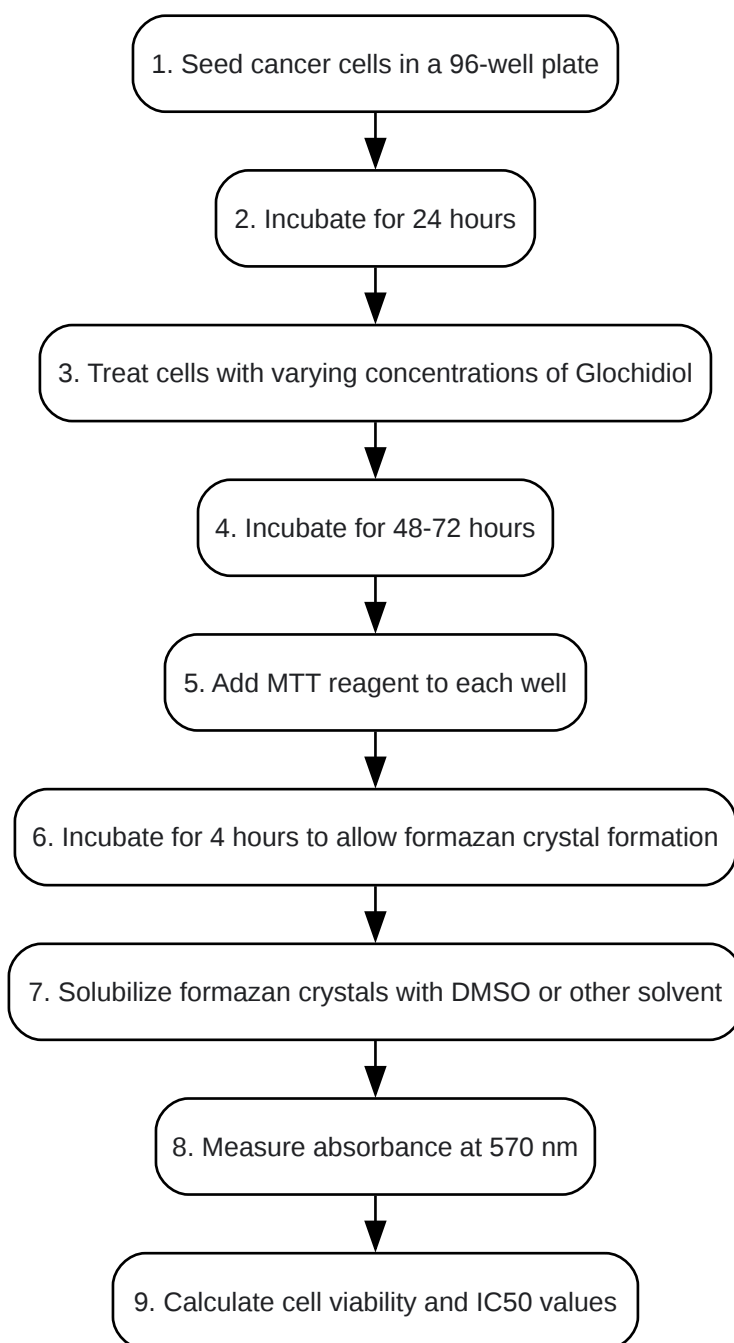 1. Seed cancer cells in a 96-well plate
2. Incubate for 24 hours
3. Treat cells with varying concentrations of Glochidiol
4. Incubate for 48-72 hours
5. Add MTT reagent to each well
6. Incubate for 4 hours to allow formazan crystal formation
7. Solubilize formazan crystals with DMSO or other solvent
8. Measure absorbance at 570 nm
9. Calculate cell viability and IC50 values